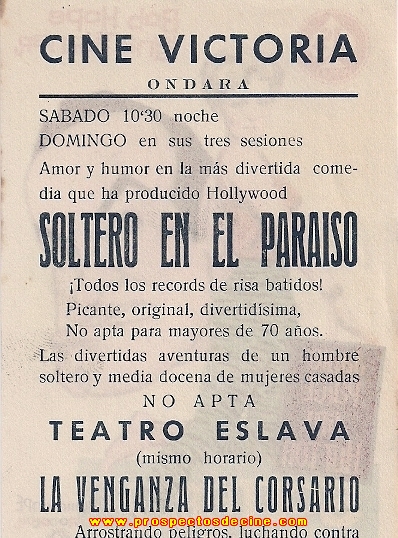 CINE VICTORIA
ONDARA
SABADO 10'30 noche
DOMINGO en sus tres sesiones
Amor y humor en la más divertida come-
dia que ha producido Hollywood
SOLTERO EN EL PARAISO
¡Todos los records de risa batidos!
Picante, original, divertidísima,
No apta para mayores de 70 años.
Las divertidas aventuras de un hombre
soltero y media docena de mujeres casadas
NO APTA
TEATRO ESLAVA
(mismo horario)
LA VENGANZA DEL CORSARIO
www.prospectosdecine.com
Arrostrando peligros, luchando contra